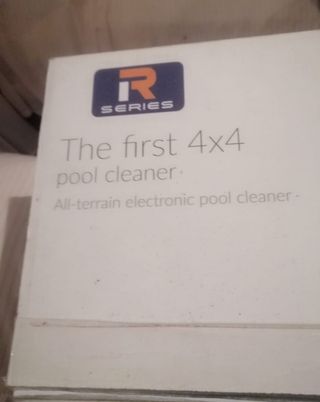 R
SERIES
The first 4x4
pool cleaner
All-terrain electronic pool cleaner